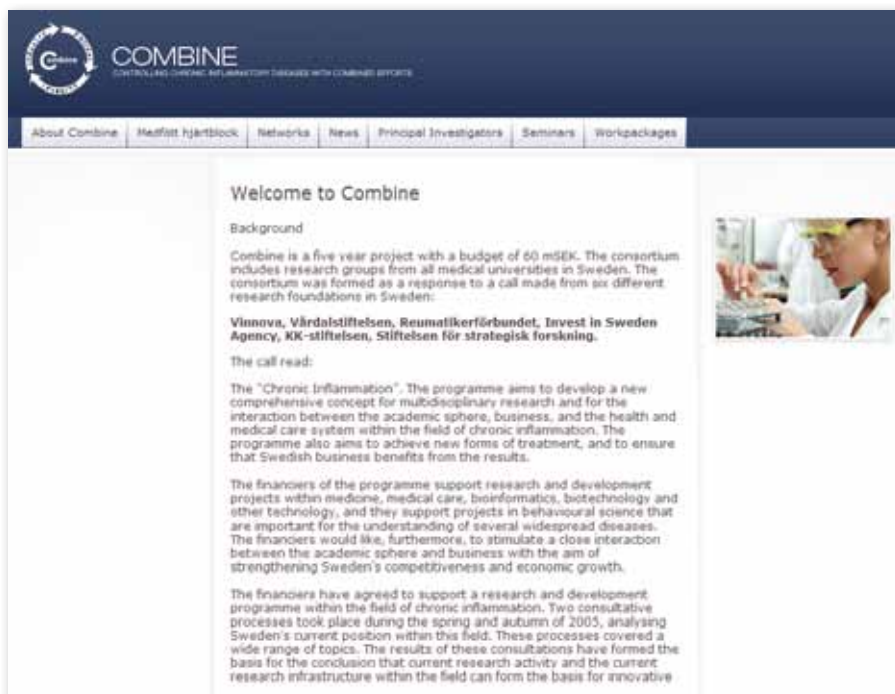 Combine
COMBINE
CONTROLLING CHRONIC INFLAMMATORY DISEASES WITH COMBINED EFFORTS
About Combine
Medfött hjärtblock
Networks
News
Principal Investigators
Seminars
Workpackages
Welcome to Combine
Background
Combine is a five year project with a budget of 60 mSEK. The consortium
includes research groups from all medical universities in Sweden. The
consortium was formed as a response to a call made from six different
research foundations in Sweden:
Vinnova, Vårdalstiftelsen, Reumatikerförbundet, Invest in Sweden
Agency, KK-stiftelsen, Stiftelsen för strategisk forskning.
The call read:
The "Chronic Inflammation". The programme aims to develop a new
comprehensive concept for multidisciplinary research and for the
interaction between the academic sphere, business, and the health and
medical care system within the field of chronic inflammation. The
programme also aims to achieve new forms of treatment, and to ensure
that Swedish business benefits from the results.
The financiers of the programme support research and development
projects within medicine, medical care, bioinformatics, biotechnology and
other technology, and they support projects in behavioural science that
are important for the understanding of several widespread diseases.
The financiers would like, furthermore, to stimulate a close interaction
between the academic sphere and business with the aim of
strengthening Sweden's competitiveness and economic growth.
The financiers have agreed to support a research and development
programme within the field of chronic inflammation. Two consultative
processes took place during the spring and autumn of 2005, analysing
Sweden's current position within this field. These processes covered a
wide range of topics. The results of these consultations have formed the
basis for the conclusion that current research activity and the current
research infrastructure within the field can form the basis for innovative